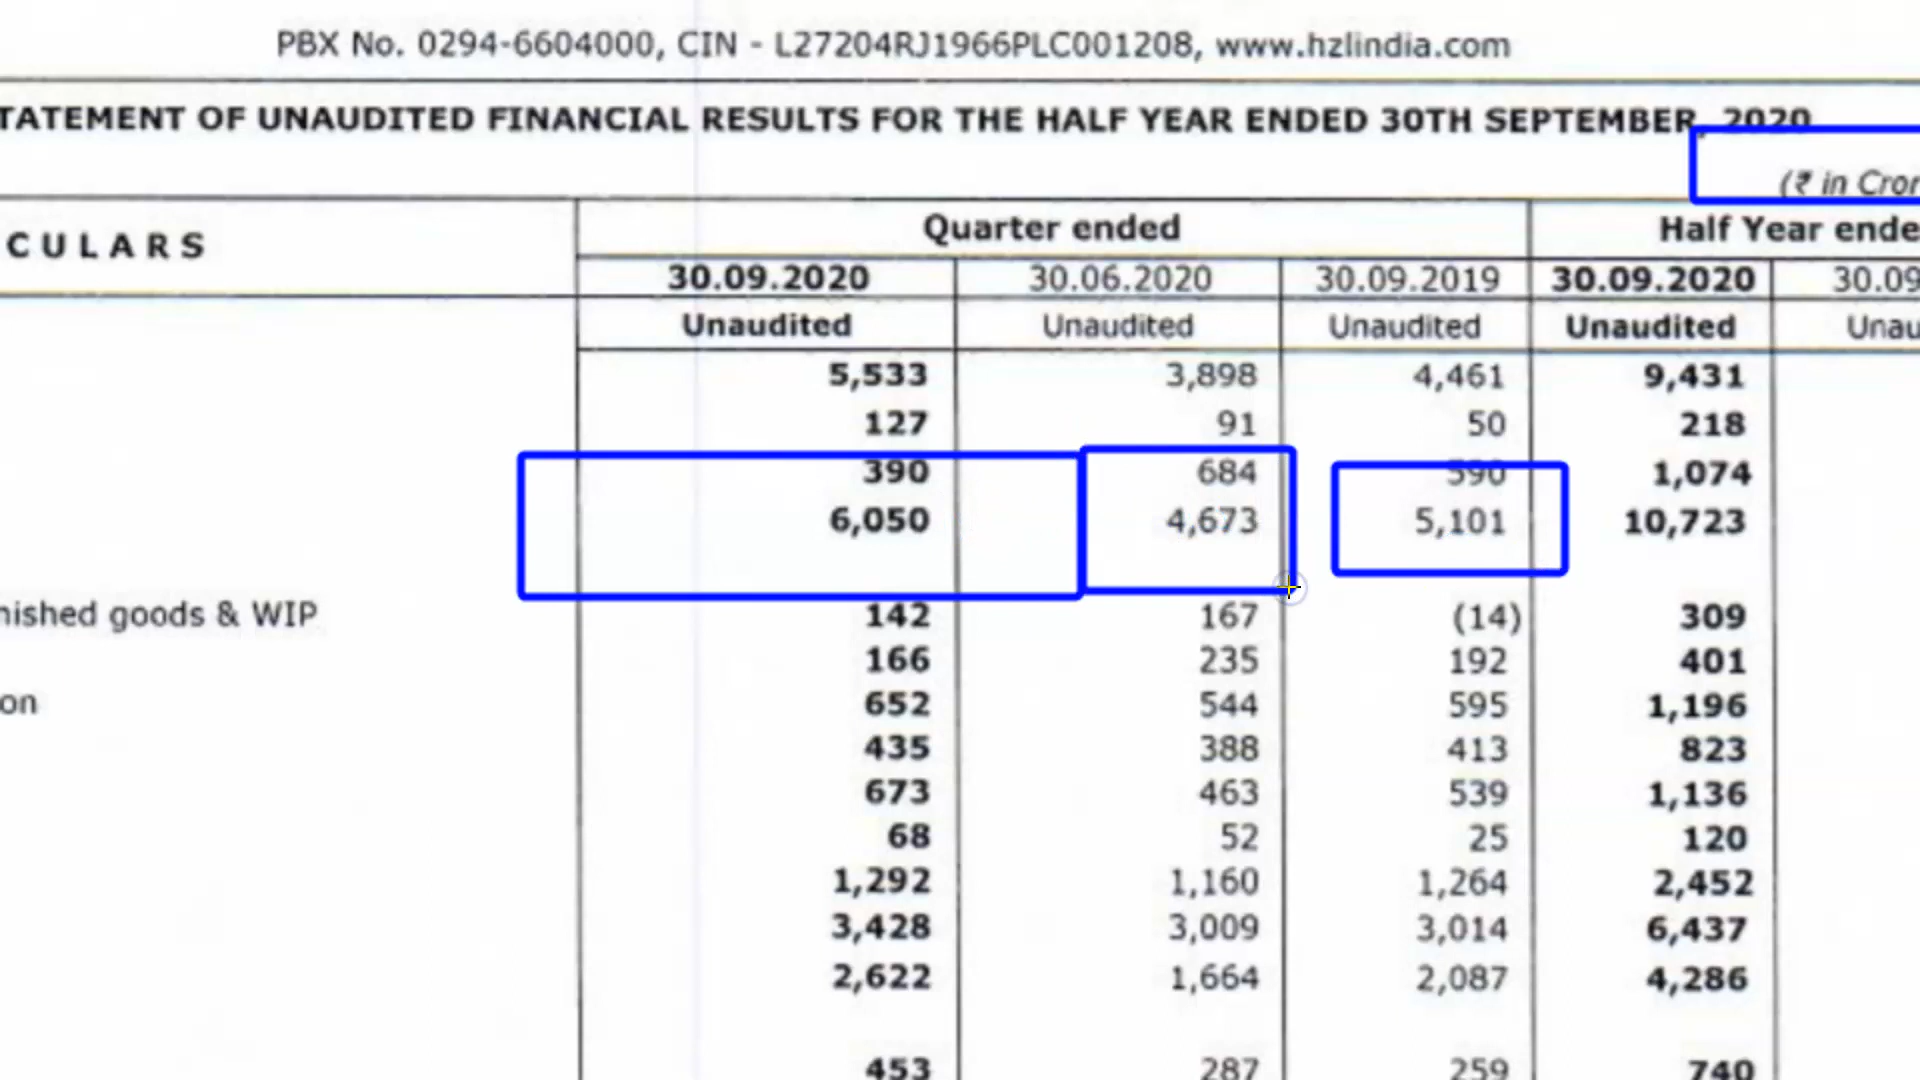 PBX No. 0294-6604000, CIN - L27204RJ1966PLC001208, www.hzlindia.com
TATEMENT OF UNAUDITED FINANCIAL RESULTS FOR THE HALF YEAR ENDED 30TH SEPTEMBER, 2020
(₹ in Cror
C U L A R S Quarter ended Half Year ende
30.09.2020 30.06.2020 30.09.2019 30.09.2020 30.09
Unaudited Unaudited Unaudited Unaudited Unau
5,533 3,898 4,461 9,431
127 91 50 218
390 684 590 1,074
6,050 4,673 5,101 10,723
nished goods & WIP 142 167 (14) 309
166 235 192 401
on 652 544 595 1,196
435 388 413 823
673 463 539 1,136
68 52 25 120
1,292 1,160 1,264 2,452
3,428 3,009 3,014 6,437
2,622 1,664 2,087 4,286
453 287 259 740